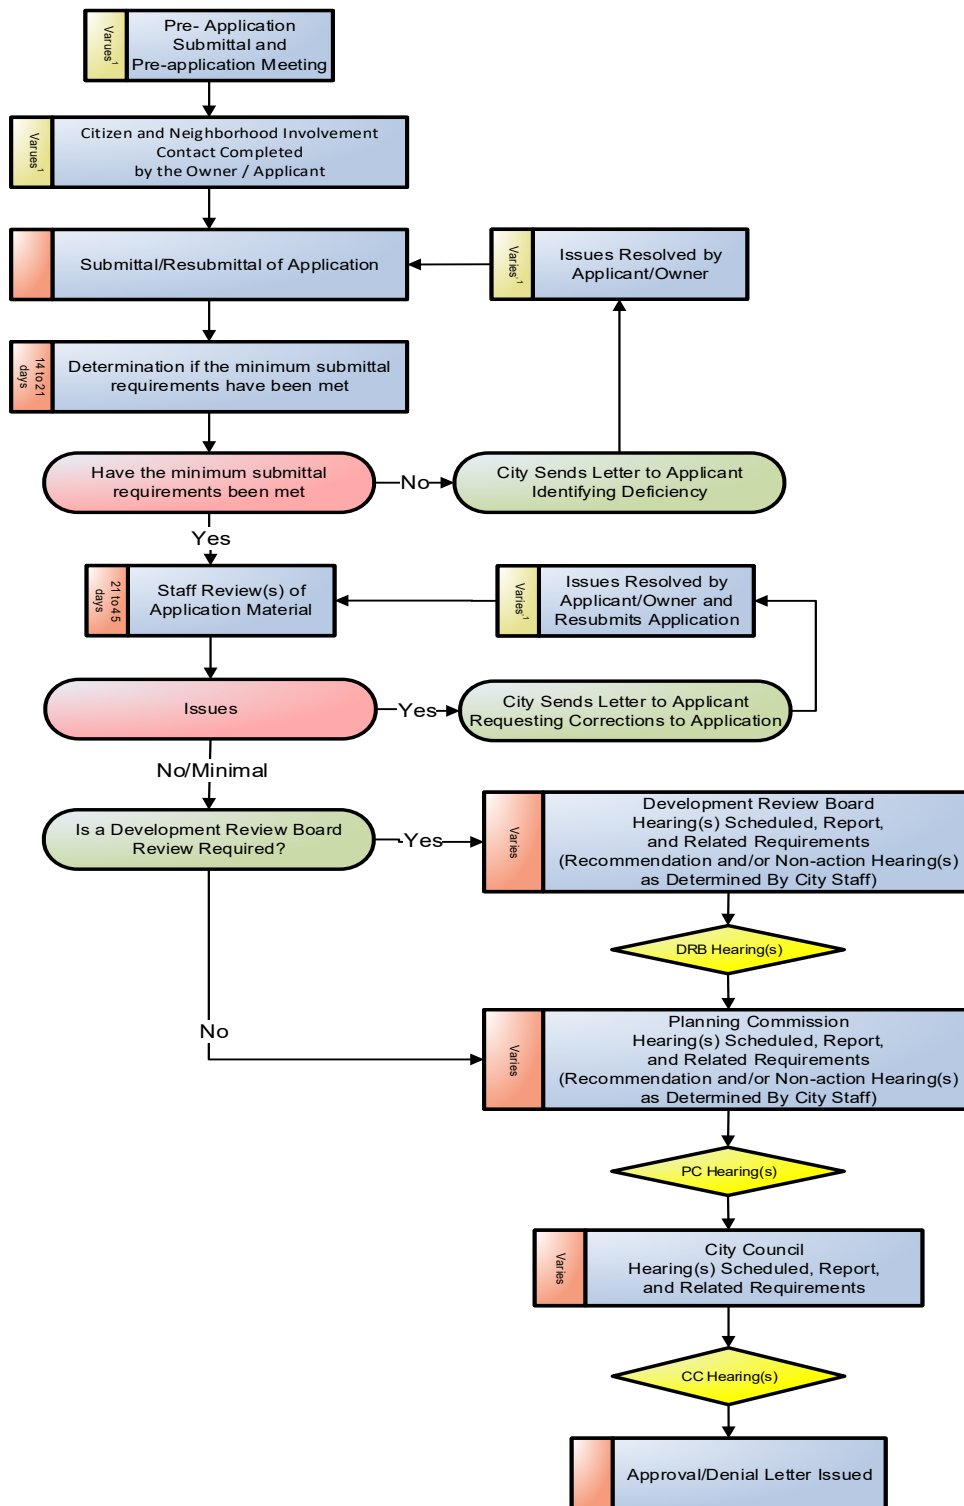 Varues¹
Pre- Application
Submittal and
Pre-application Meeting
Varues¹
Citizen and Neighborhood Involvement
Contact Completed
by the Owner / Applicant
Submittal/Resubmittal of Application
Varies.¹
Issues Resolved by
Applicant/Owner
14 to 21
days
Determination if the minimum submittal
requirements have been met
Have the minimum submittal
requirements been met
No
City Sends Letter to Applicant
Identifying Deficiency
Yes
21 to 45
days
Staff Review(s) of
Application Material
Varies.¹
Issues Resolved by
Applicant/Owner and
Resubmits Application
Issues
Yes
City Sends Letter to Applicant
Requesting Corrections to Application
No/Minimal
Is a Development Review Board
Review Required?
Yes
Varies
Development Review Board
Hearing(s) Scheduled, Report,
and Related Requirements
(Recommendation and/or Non-action Hearing(s)
as Determined By City Staff)
DRB Hearing(s)
No
Varies
Planning Commission
Hearing(s) Scheduled, Report,
and Related Requirements
(Recommendation and/or Non-action Hearing(s)
as Determined By City Staff)
PC Hearing(s)
Varies
City Council
Hearing(s) Scheduled, Report,
and Related Requirements
CC Hearing(s)
Approval/Denial Letter Issued